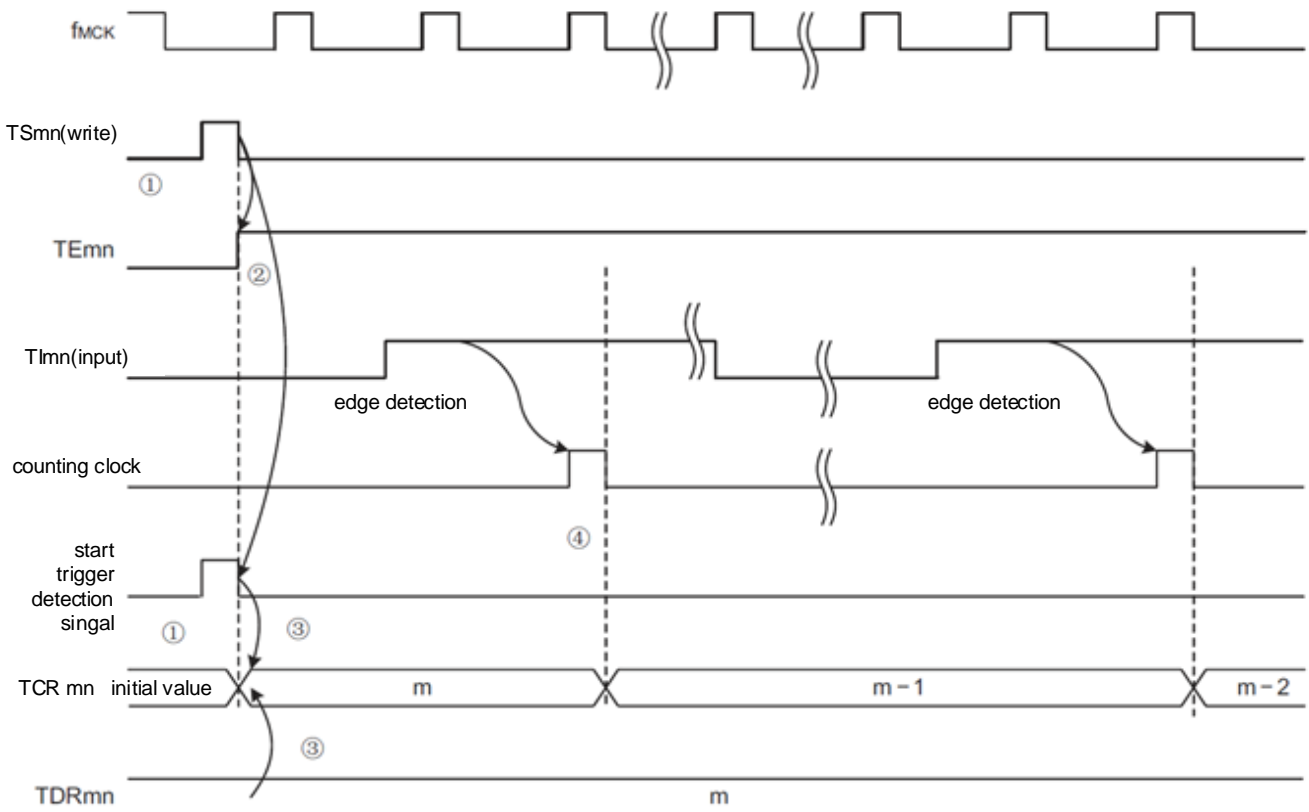 fMCK
TSmn(write)
①
TEmn
②
TImn(input)
edge detection
edge detection
counting clock
④
start
trigger
detection
singal
①
③
TCR mn initial value
m
m-1
m-2
③
TDRmn
m